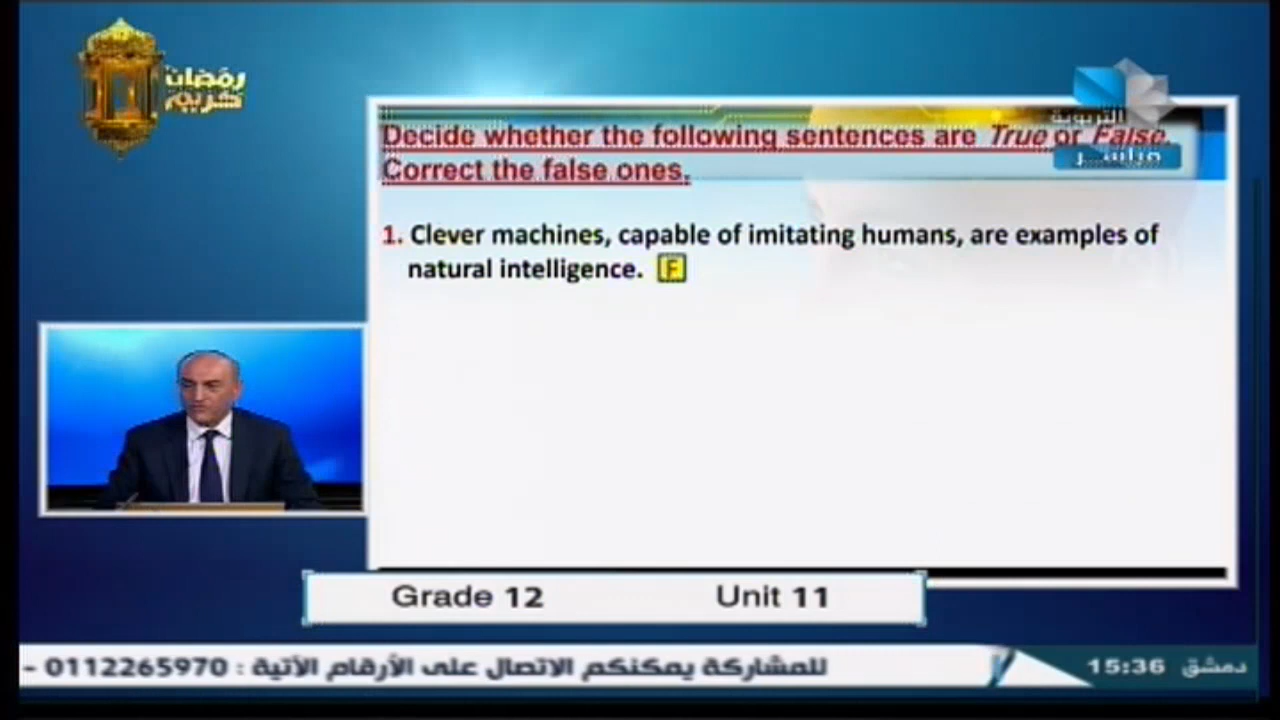 رمضان
كريم
التربوية
مباشر
Decide whether the following sentences are True or False.
Correct the false ones.
1. Clever machines, capable of imitating humans, are examples of
natural intelligence. F
Grade 12 Unit 11
للمشاركة يمكنكم الاتصال على الأرقام الآتية : 0112265970 -
15:36 دمشق